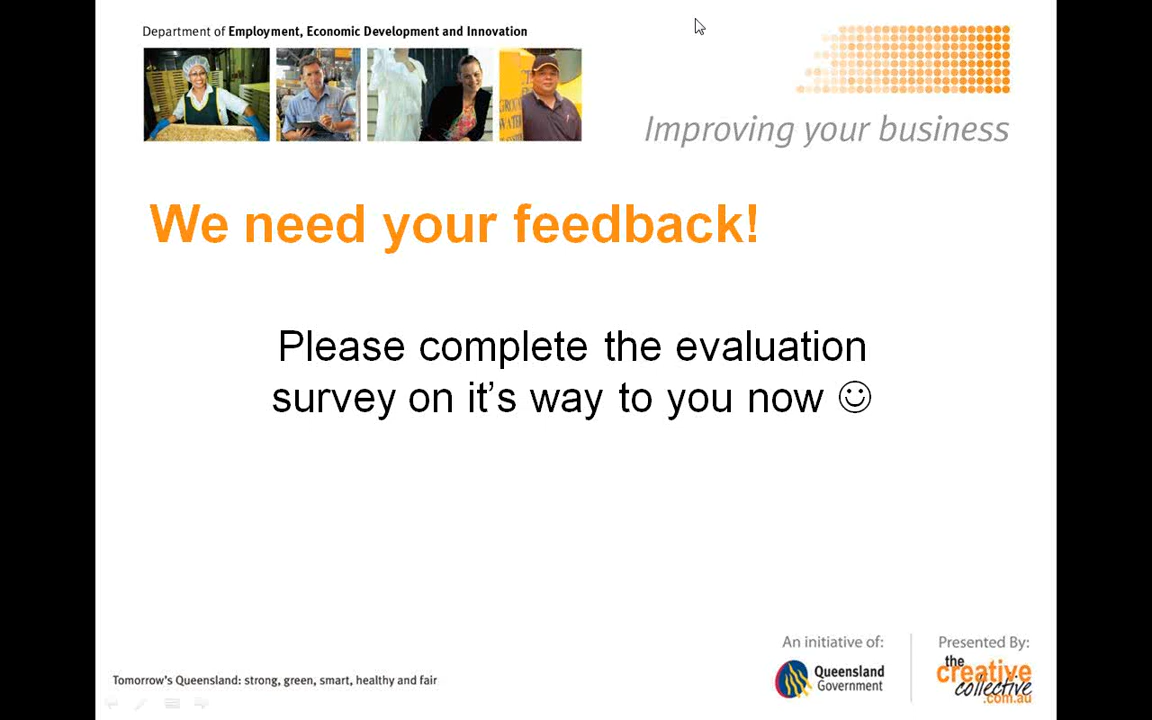 Department of Employment, Economic Development and Innovation
Improving your business
We need your feedback!
Please complete the evaluation
survey on it’s way to you now ☺
An initiative of:
Queensland
Government
Presented By:
the
creative
collective
.com.au
Tomorrow's Queensland: strong, green, smart, healthy and fair